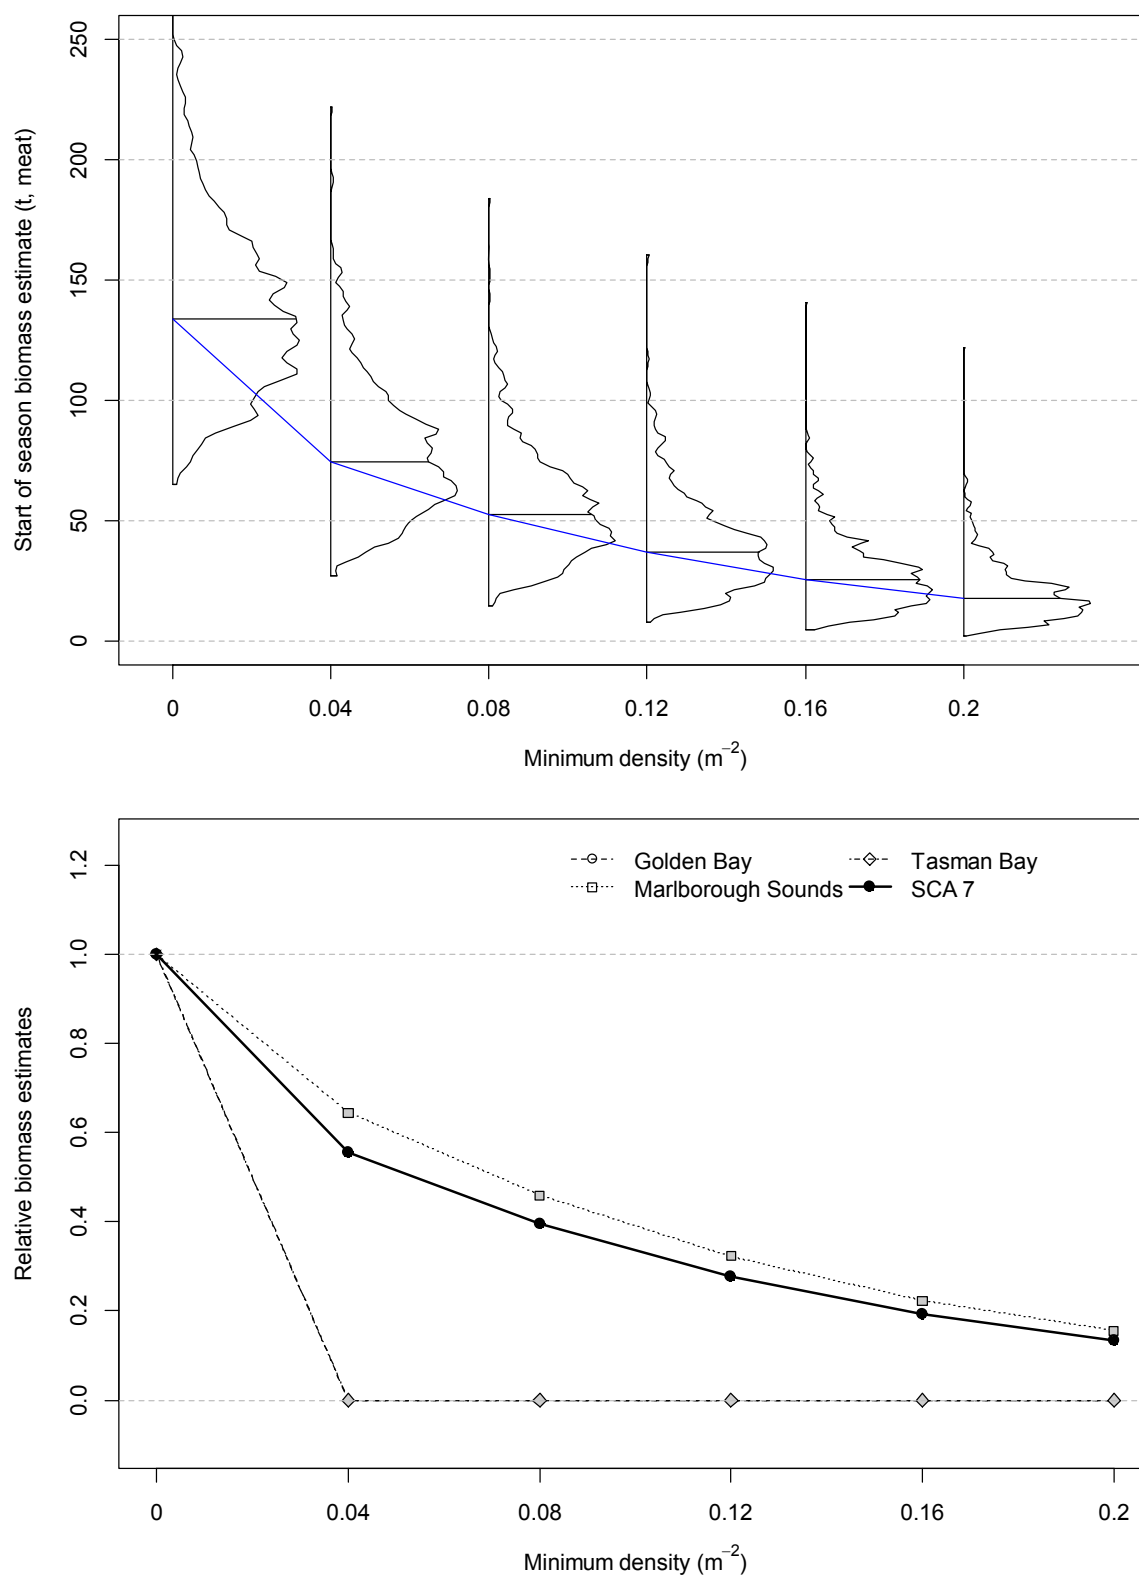 Start of season biomass estimate (t, meat)
250
200
150
100
50
0
0 0.04 0.08 0.12 0.16 0.2
Minimum density (m−2)
Relative biomass estimates
1.2
1.0
0.8
0.6
0.4
0.2
0.0
Golden Bay Tasman Bay
Marlborough Sounds SCA 7
0 0.04 0.08 0.12 0.16 0.2
Minimum density (m−2)